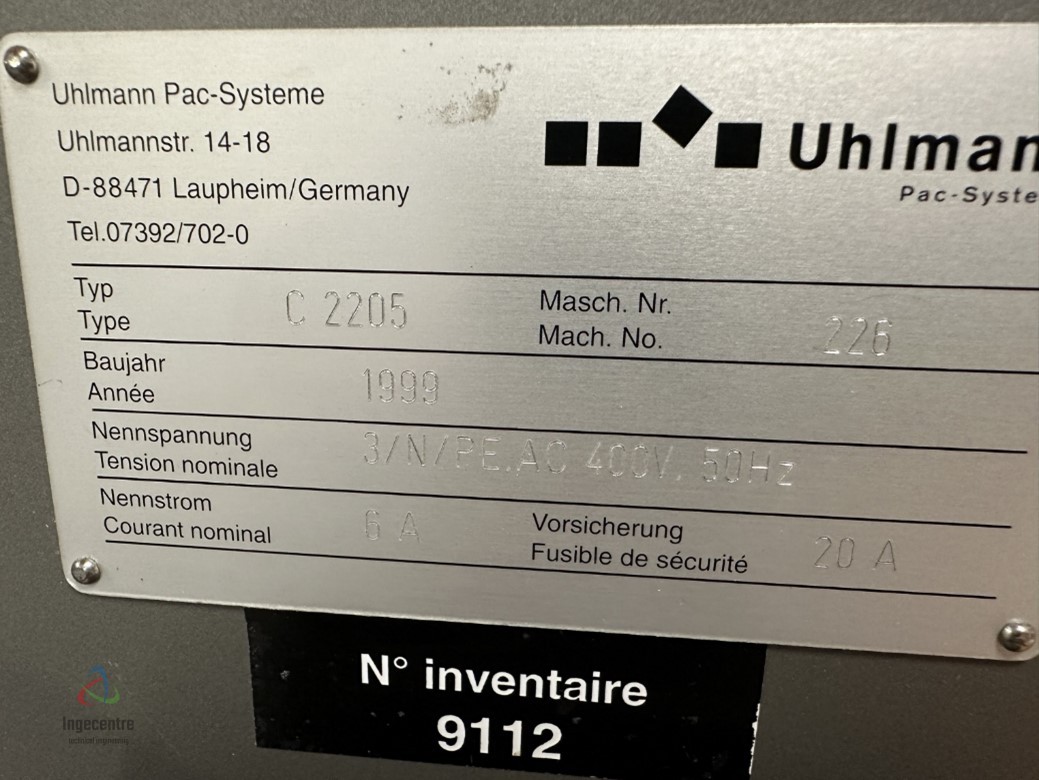 Uhlmann Pac-Systeme
Uhlmannstr. 14-18
D-88471 Laupheim/Germany
Tel.07392/702-0
Uhlman
Pac-Syste
Typ
Type
C 2205
Masch. Nr.
Mach. No.
226
Baujahr
Année
1999
Nennspannung
Tension nominale
3/N/PE.AC 400V. 50Hz
Nennstrom
Courant nominal
6 A
Vorsicherung
Fusible de sécurité
20 A
N° inventaire
9112
Ingecentre